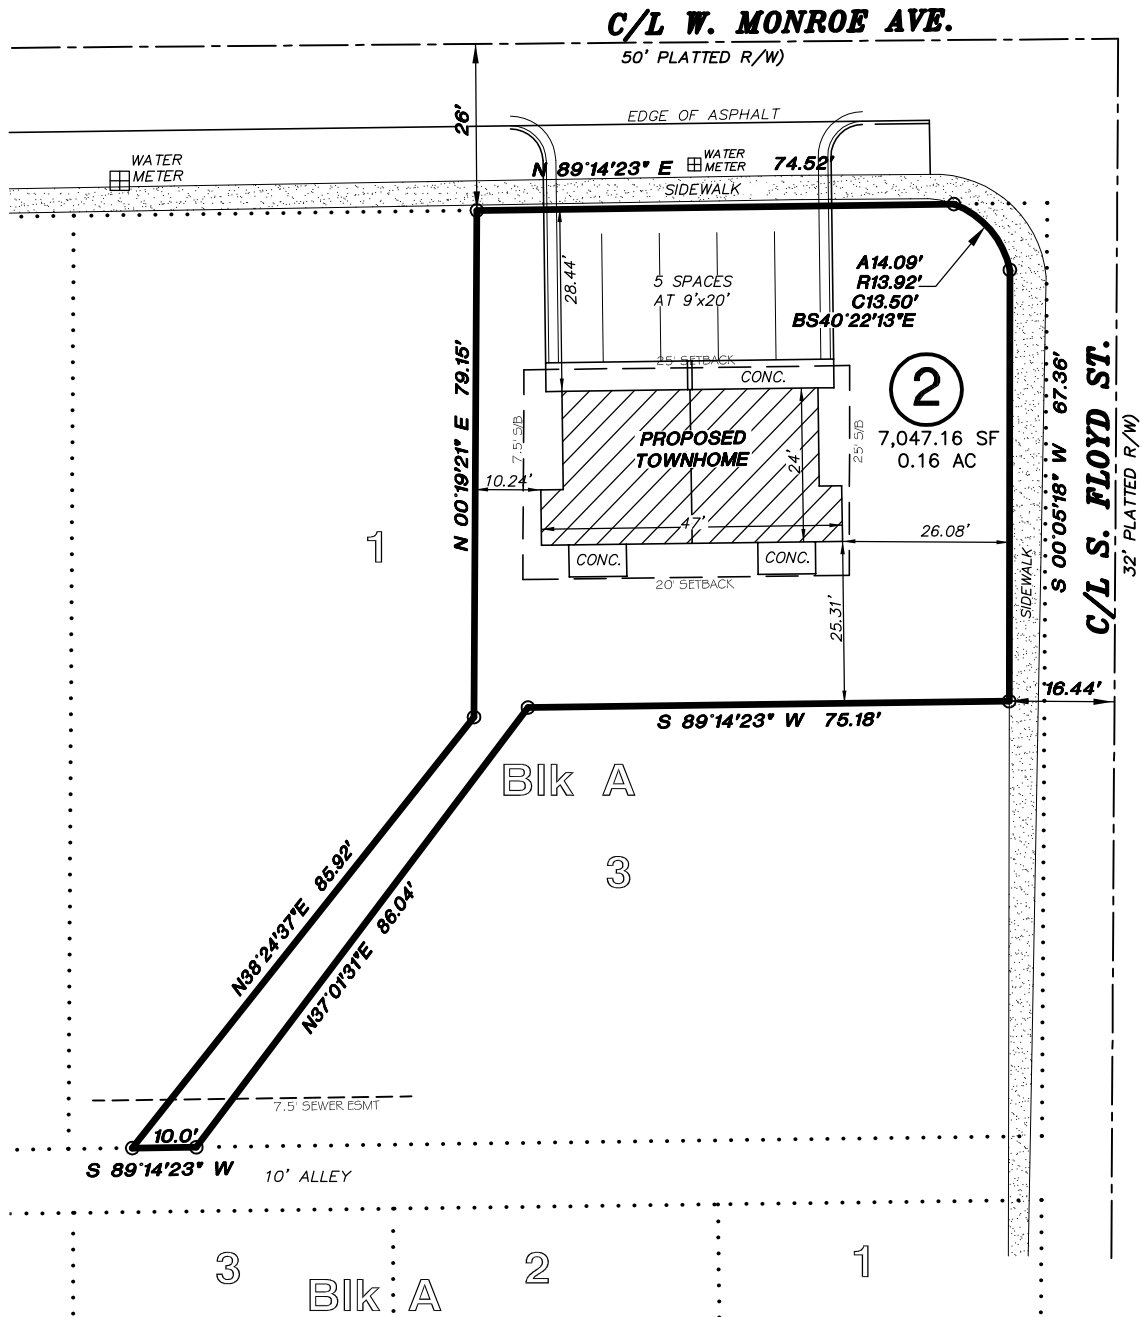 C/L W. MONROE AVE.
50' PLATTED R/W)
26'
EDGE OF ASPHALT
WATER
METER
N 89°14'23" E
WATER
METER
74.52'
SIDEWALK
28.44'
5 SPACES
AT 9'x20'
A14.09'
R13.92'
C13.50'
BS40°22'13"E
N 00°19'21" E 79.15'
25' SETBACK
CONC.
7.5' S/B
25' S/B
PROPOSED
TOWNHOME
24'
2
7,047.16 SF
0.16 AC
S 00°05'18" W 67.36'
C/L S. FLOYD ST.
32' PLATTED R/W)
10.24'
47'
26.08'
1
CONC.
CONC.
20' SETBACK
SIDEWALK
25.31'
16.44'
S 89°14'23" W 75.18'
Blk A
3
N38°24'37"E 85.92'
N37°01'31"E 86.04'
7.5' SEWER ESMT
10.0'
S 89°14'23" W
10' ALLEY
3
2
1
Blk A